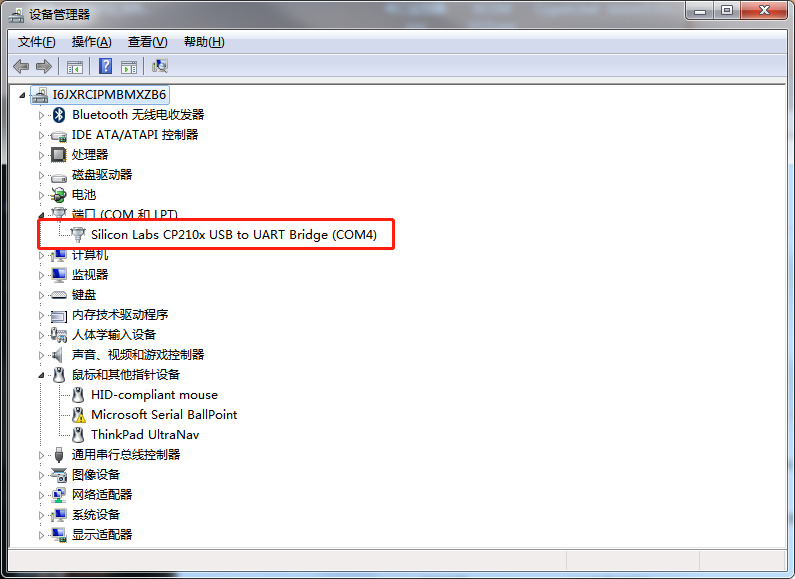 设备管理器
文件(F) 操作(A) 查看(V) 帮助(H)
I6JXRCIPMBMXZB6
Bluetooth 无线电收发器
IDE ATA/ATAPI 控制器
处理器
磁盘驱动器
电池
端口 (COM 和 LPT)
Silicon Labs CP210x USB to UART Bridge (COM4)
计算机
监视器
键盘
内存技术驱动程序
人体学输入设备
声音、视频和游戏控制器
鼠标和其他指针设备
HID-compliant mouse
Microsoft Serial BallPoint
ThinkPad UltraNav
通用串行总线控制器
图像设备
网络适配器
系统设备
显示适配器